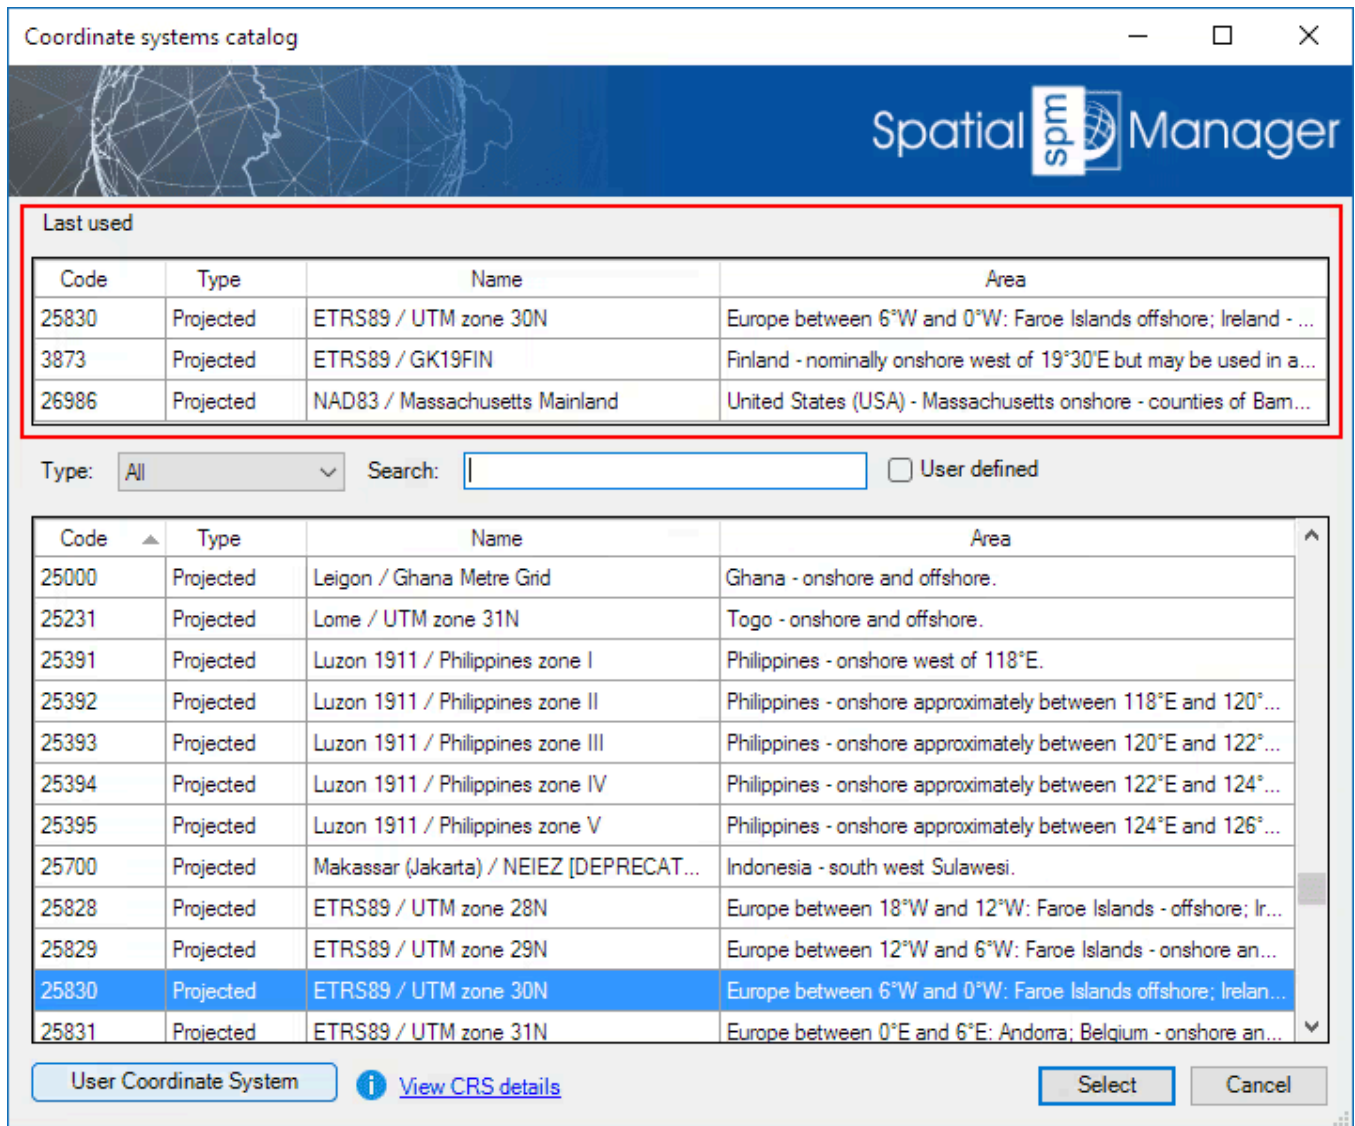 Coordinate systems catalog
Spatial spm Manager
Last used
Code Type Name Area
25830 Projected ETRS89 / UTM zone 30N Europe between 6°W and 0°W: Faroe Islands offshore; Ireland - ...
3873 Projected ETRS89 / GK19FIN Finland - nominally onshore west of 19°30'E but may be used in a...
26986 Projected NAD83 / Massachusetts Mainland United States (USA) - Massachusetts onshore - counties of Barn...
Type: All Search: User defined
Code Type Name Area
25000 Projected Leigon / Ghana Metre Grid Ghana - onshore and offshore.
25231 Projected Lome / UTM zone 31N Togo - onshore and offshore.
25391 Projected Luzon 1911 / Philippines zone I Philippines - onshore west of 118°E.
25392 Projected Luzon 1911 / Philippines zone II Philippines - onshore approximately between 118°E and 120°...
25393 Projected Luzon 1911 / Philippines zone III Philippines - onshore approximately between 120°E and 122°...
25394 Projected Luzon 1911 / Philippines zone IV Philippines - onshore approximately between 122°E and 124°...
25395 Projected Luzon 1911 / Philippines zone V Philippines - onshore approximately between 124°E and 126°...
25700 Projected Makassar (Jakarta) / NEIEZ [DEPRECAT... Indonesia - south west Sulawesi.
25828 Projected ETRS89 / UTM zone 28N Europe between 18°W and 12°W: Faroe Islands - offshore; Ir...
25829 Projected ETRS89 / UTM zone 29N Europe between 12°W and 6°W: Faroe Islands - onshore an...
25830 Projected ETRS89 / UTM zone 30N Europe between 6°W and 0°W: Faroe Islands offshore; Irelan...
25831 Projected ETRS89 / UTM zone 31N Europe between 0°E and 6°E: Andorra; Belgium - onshore an...
User Coordinate System View CRS details Select Cancel